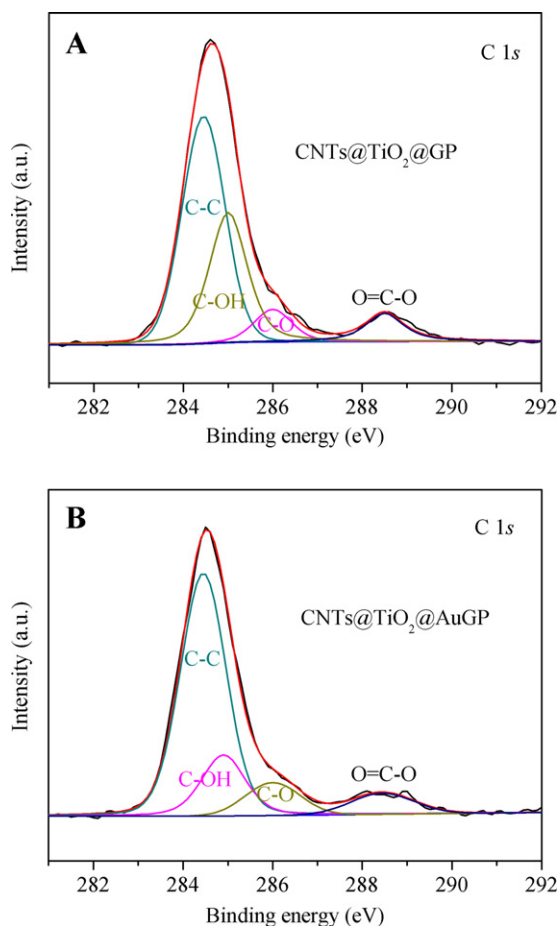 A
C 1s
CNTs@TiO₂@GP
C-C
C-OH
C-O
O=C-O
Intensity (a.u.)
282 284 286 288 290 292
Binding energy (eV)
B
C 1s
CNTs@TiO₂@AuGP
C-C
C-OH
C-O
O=C-O
Intensity (a.u.)
282 284 286 288 290 292
Binding energy (eV)